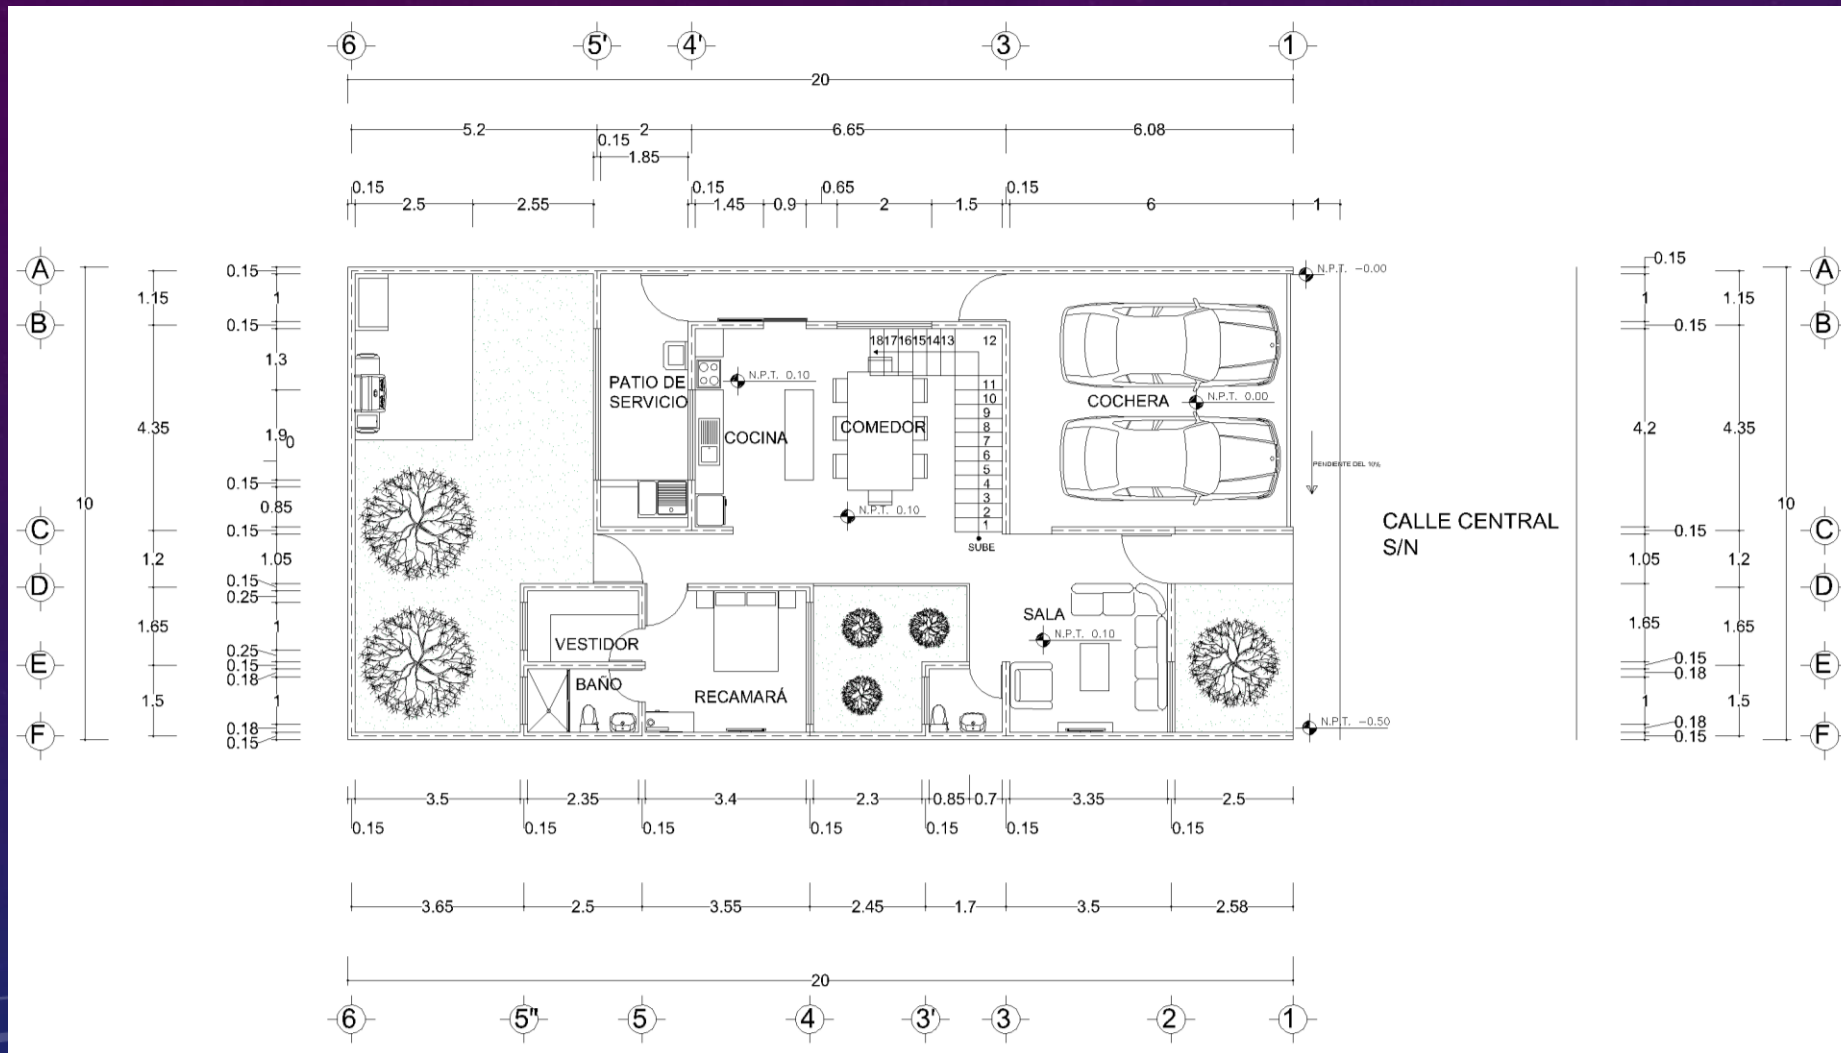 6 5' 4' 3 1
20
5.2 2 6.65 6.08
0.15
1.85
0.15 0.15 0.65 0.15
2.5 2.55 1.45 0.9 2 1.5 6 1
A
B
C
D
E
F
10
1.15
4.35
1.2
1.65
1.5
0.15
1
0.15
1.3
1.90
0.15
0.85
0.15
1.05
0.15
0.25
1
0.25
0.15
0.18
1
0.18
0.15
N.P.T. -0.00
18 17 16 15 14 13 12
11
10
9
8
7
6
5
4
3
2
1
SUBE
PATIO DE
SERVICIO
N.P.T. 0.10
COCINA
COMEDOR
N.P.T. 0.10
COCHERA
N.P.T. 0.00
PENDIENTE DEL 10%
CALLE CENTRAL
S/N
VESTIDOR
BAÑO
RECAMARÁ
SALA
N.P.T. 0.10
N.P.T. -0.50
0.15
1
0.15
4.2
0.15
1.05
1.65
0.15
0.18
1
0.18
0.15
1.15
4.35
1.2
1.65
1.5
10
A
B
C
D
E
F
3.5 2.35 3.4 2.3 0.85 0.7 3.35 2.5
0.15 0.15 0.15 0.15 0.15 0.15 0.15
3.65 2.5 3.55 2.45 1.7 3.5 2.58
20
6 5" 5 4 3' 3 2 1